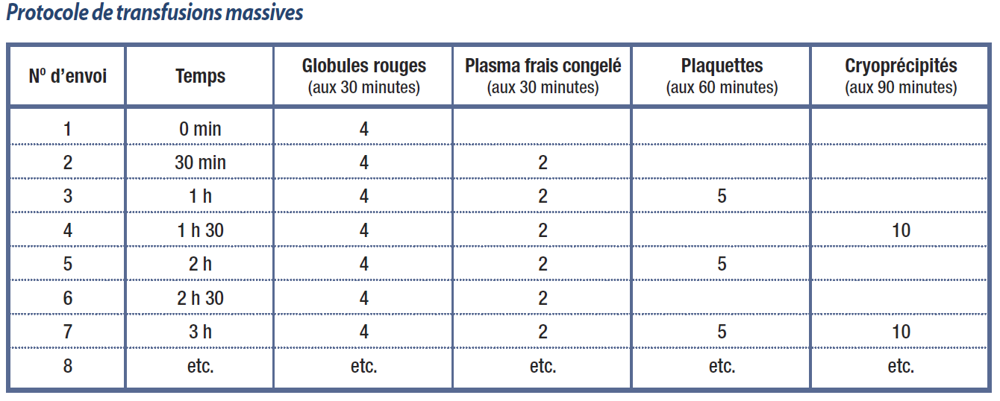 Protocole de transfusions massives
Nº d’envoi Temps Globules rouges (aux 30 minutes) Plasma frais congelé (aux 30 minutes) Plaquettes (aux 60 minutes) Cryoprécipités (aux 90 minutes)
1 0 min 4
2 30 min 4 2
3 1 h 4 2 5
4 1 h 30 4 2 10
5 2 h 4 2 5
6 2 h 30 4 2
7 3 h 4 2 5 10
8 etc. etc. etc. etc. etc.